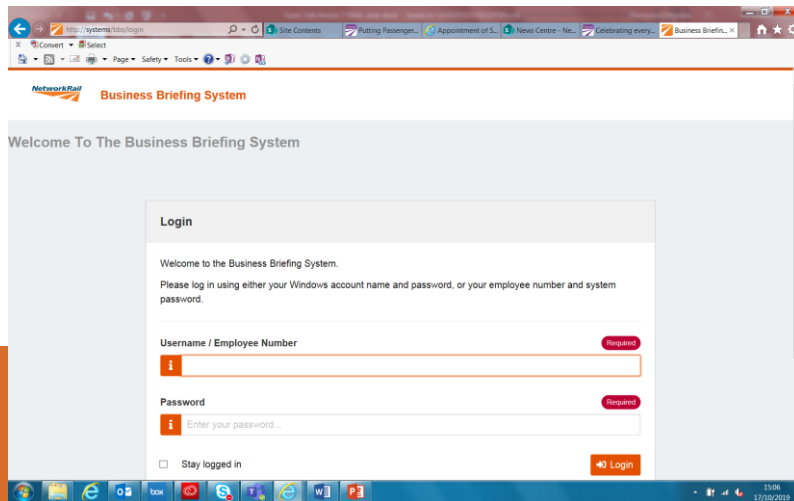 http://systems/bbs/login
Site Contents
Putting Passenger...
Appointment of S...
News Centre - Ne...
Celebrating every...
Business Briefin...
Convert
Select
Page
Safety
Tools
NetworkRail
Business Briefing System
Welcome To The Business Briefing System
Login
Welcome to the Business Briefing System.
Please log in using either your Windows account name and password, or your employee number and system
password.
Username / Employee Number
Required
Password
Required
Enter your password...
Stay logged in
Login
box
15:06
17/10/2019